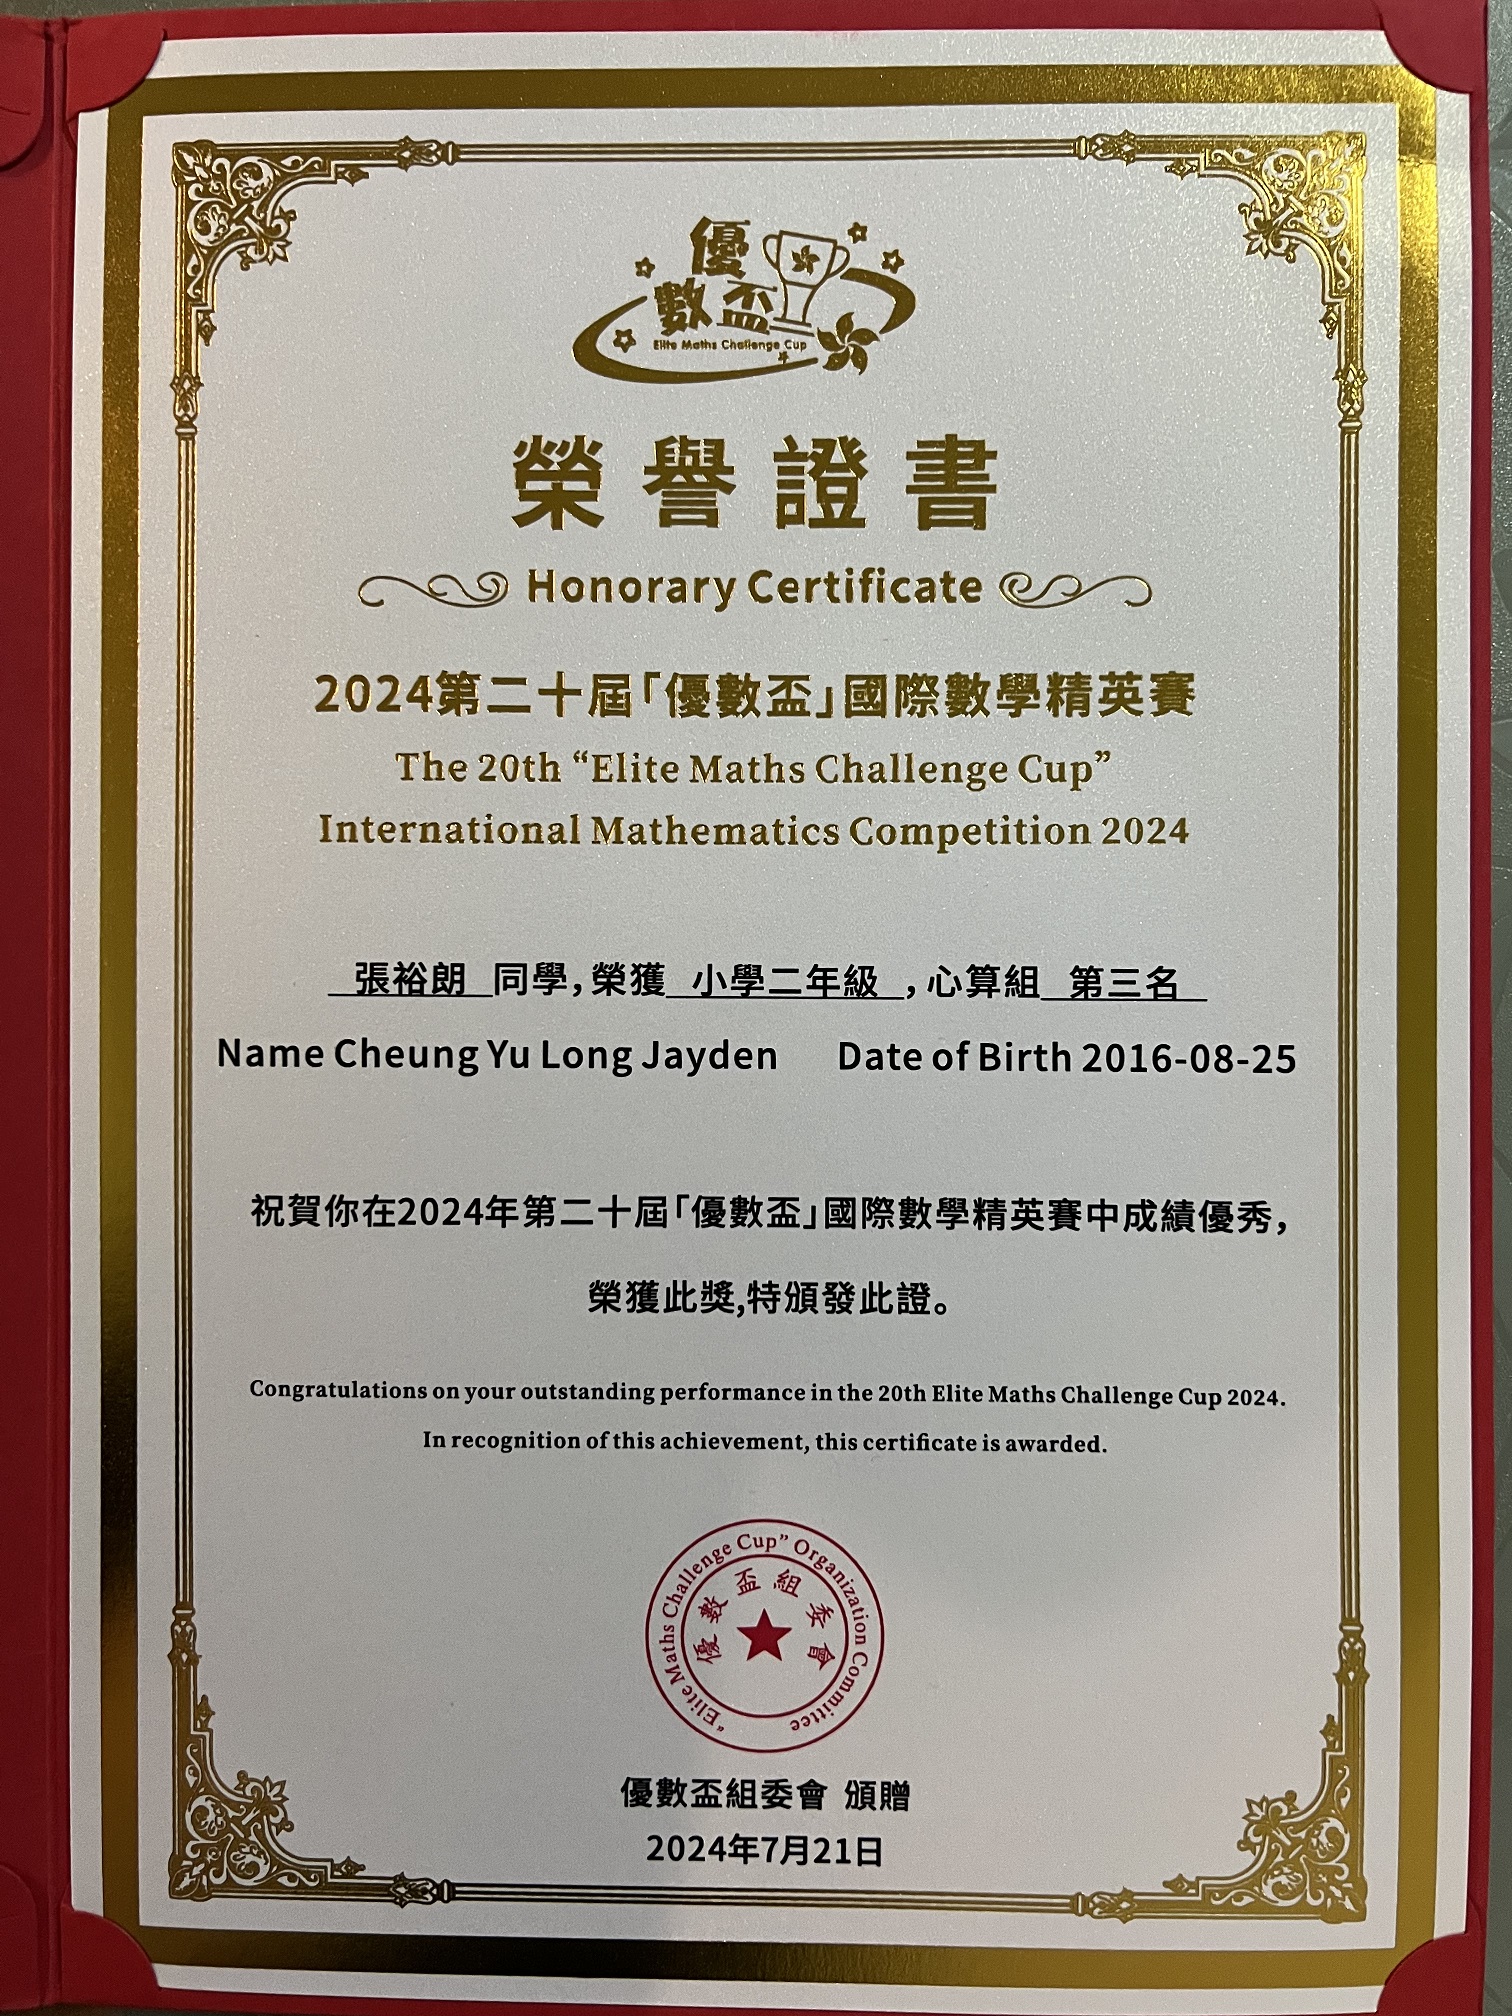 優
數盃
Elite Maths Challenge Cup
榮譽證書
Honorary Certificate
2024第二十屆「優數盃」國際數學精英賽
The 20th “Elite Maths Challenge Cup”
International Mathematics Competition 2024
張裕朗 同學，榮獲 小學二年級 ，心算組 第三名
Name Cheung Yu Long Jayden Date of Birth 2016-08-25
祝賀你在2024年第二十屆「優數盃」國際數學精英賽中成績優秀，
榮獲此獎,特頒發此證。
Congratulations on your outstanding performance in the 20th Elite Maths Challenge Cup 2024.
In recognition of this achievement, this certificate is awarded.
“Elite Maths Challenge Cup” Organization Committee
優數盃組委會
優數盃組委會 頒贈
2024年7月21日